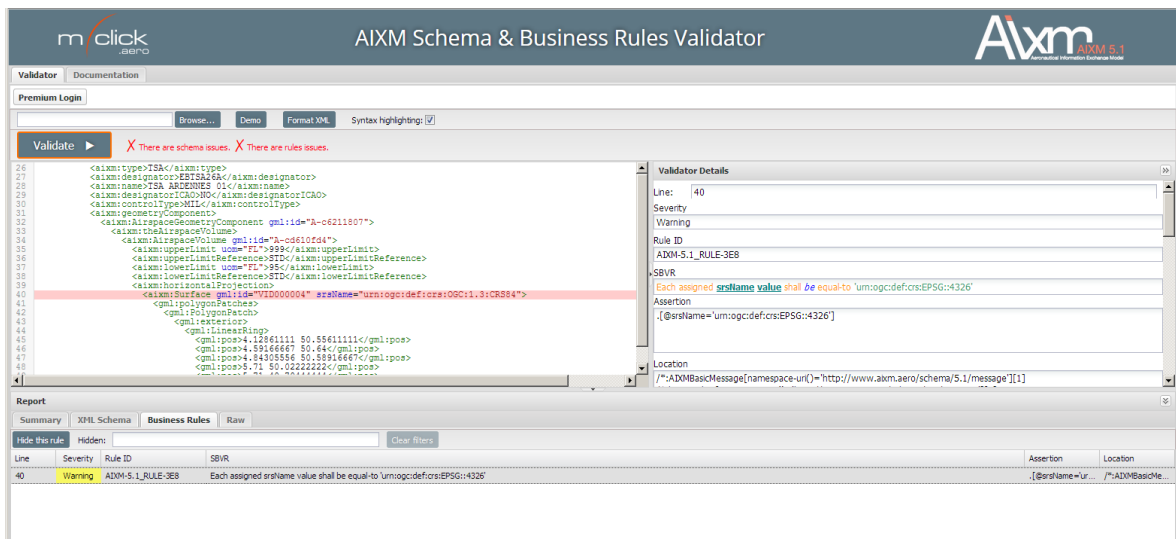 m click
.aero
AIXM Schema & Business Rules Validator
AIXM
AIXM 5.1
Aeronautical Information Exchange Model
Validator Documentation
Premium Login
Browse... Demo Format XML Syntax highlighting:
Validate
X There are schema issues. X There are rules issues.
26 <aixm:type>TSA</aixm:type>
27 <aixm:designator>EBTSA26A</aixm:designator>
28 <aixm:name>TSA ARDENNES 01</aixm:name>
29 <aixm:designatorICAO>NO</aixm:designatorICAO>
30 <aixm:controlType>MIL</aixm:controlType>
31 <aixm:geometryComponent>
32 <aixm:AirspaceGeometryComponent gml:id="A-c6211807">
33 <aixm:theAirspaceVolume>
34 <aixm:AirspaceVolume gml:id="A-cd610fd4">
35 <aixm:upperLimit uom="FL">999</aixm:upperLimit>
36 <aixm:upperLimitReference>STD</aixm:upperLimitReference>
37 <aixm:lowerLimit uom="FL">95</aixm:lowerLimit>
38 <aixm:lowerLimitReference>STD</aixm:lowerLimitReference>
39 <aixm:horizontalProjection>
40 <aixm:Surface gml:id="VID000004" srsName="urn:ogc:def:crs:OGC:1.3:CRS84">
41 <gml:polygonPatches>
42 <gml:PolygonPatch>
43 <gml:exterior>
44 <gml:LinearRing>
45 <gml:pos>4.12861111 50.55611111</gml:pos>
46 <gml:pos>4.59166667 50.64</gml:pos>
47 <gml:pos>4.84305556 50.58916667</gml:pos>
48 <gml:pos>5.71 50.02222222</gml:pos>
Validator Details
Line: 40
Severity
Warning
Rule ID
AIXM-5.1_RULE-3E8
SBVR
Each assigned srsName value shall be equal-to 'urn:ogc:def:crs:EPSG::4326'
Assertion
.[@srsName='urn:ogc:def:crs:EPSG::4326']
Location
/*:AIXMBasicMessage[namespace-uri()='http://www.aixm.aero/schema/5.1/message'][1]
Report
Summary XML Schema Business Rules Raw
Hide this rule Hidden: Clear filters
Line Severity Rule ID SBVR Assertion Location
40 Warning AIXM-5.1_RULE-3E8 Each assigned srsName value shall be equal-to 'urn:ogc:def:crs:EPSG::4326' .[@srsName='ur... /*:AIXMBasicMe...